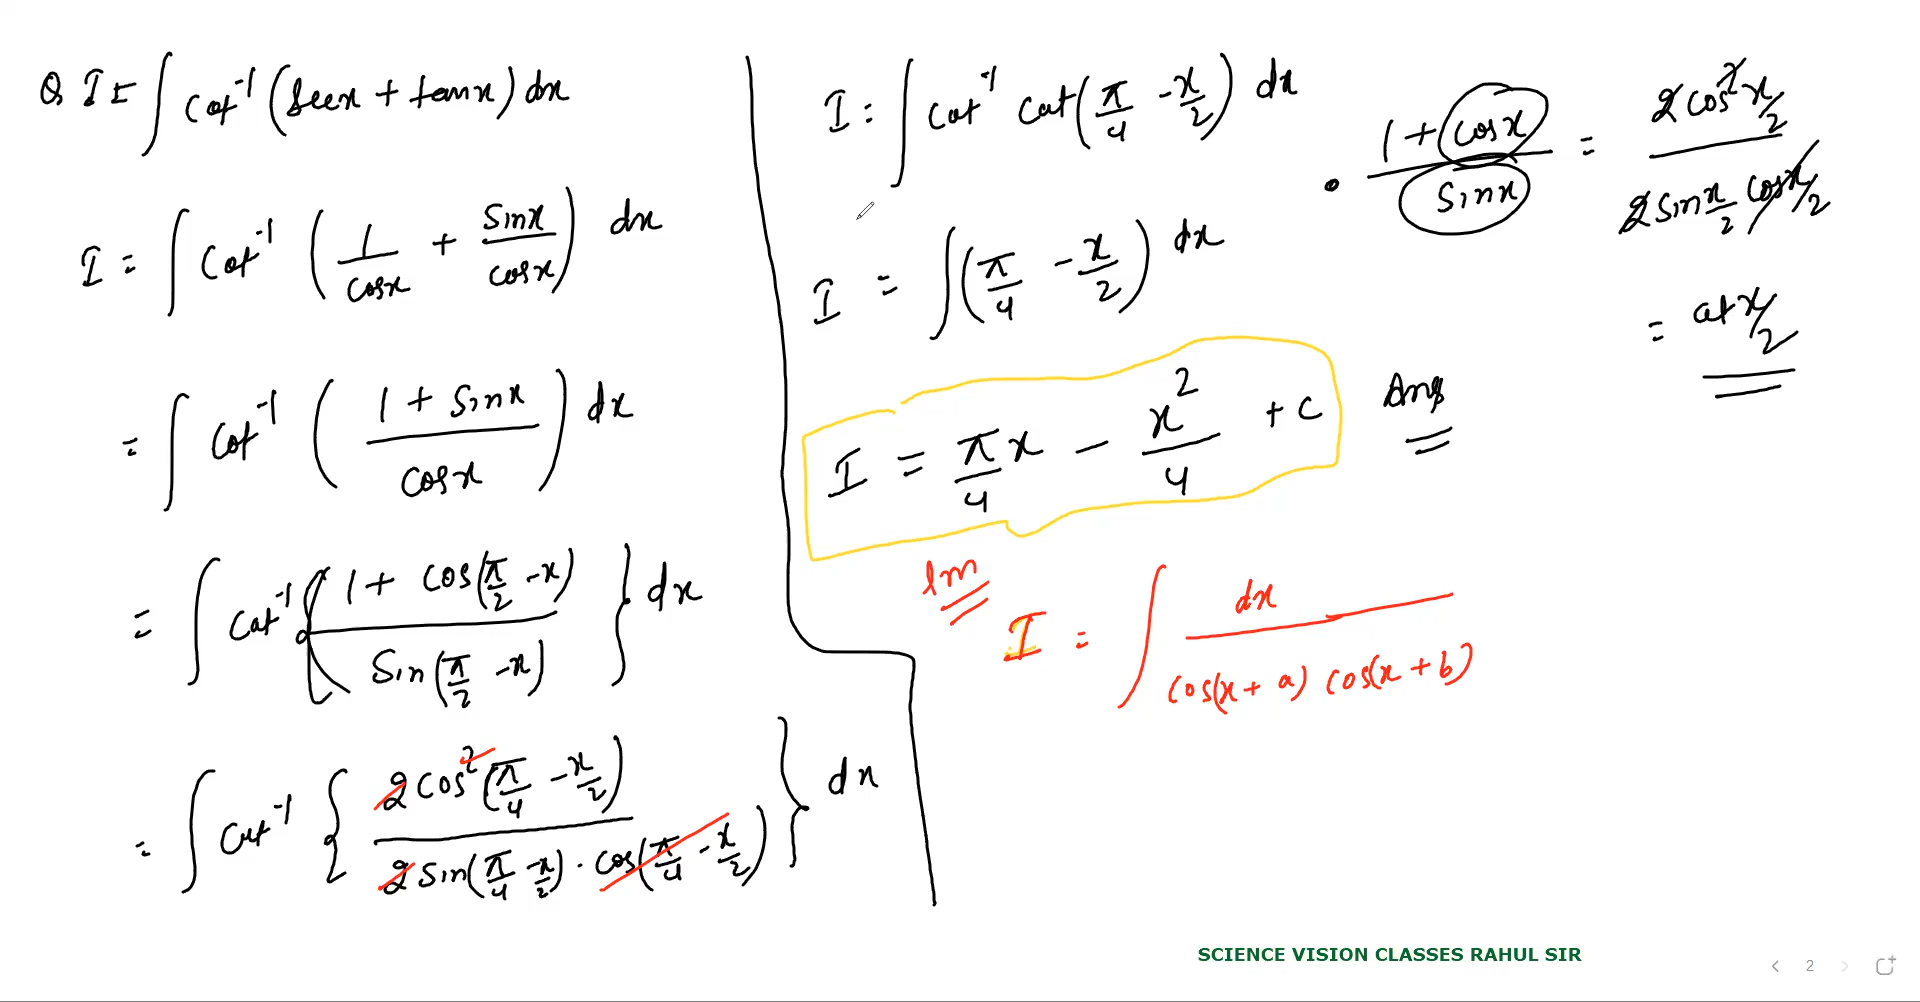 Q I = ∫ Cot⁻¹ (secx + tanx) dx
I = ∫ Cot⁻¹ (1/cosx + sinx/cosx) dx
= ∫ Cot⁻¹ ((1 + sinx)/cosx) dx
= ∫ Cot⁻¹ {(1 + cos(π/2 - x))/Sin(π/2 - x)} dx
= ∫ Cot⁻¹ {2cos²(π/4 - x/2)/2sin(π/4 - x/2) · cos(π/4 - x/2)} dx
I = ∫ Cot⁻¹ cot(π/4 - x/2) dx
I = ∫ (π/4 - x/2) dx
I = π/4 x - x²/4 + c Ans
Im
I = ∫ dx/cos(x + a) cos(x + b)
(1 + cosx)/sinx = 2cos² x/2 / 2sin x/2 cos x/2
= cot x/2
SCIENCE VISION CLASSES RAHUL SIR
2